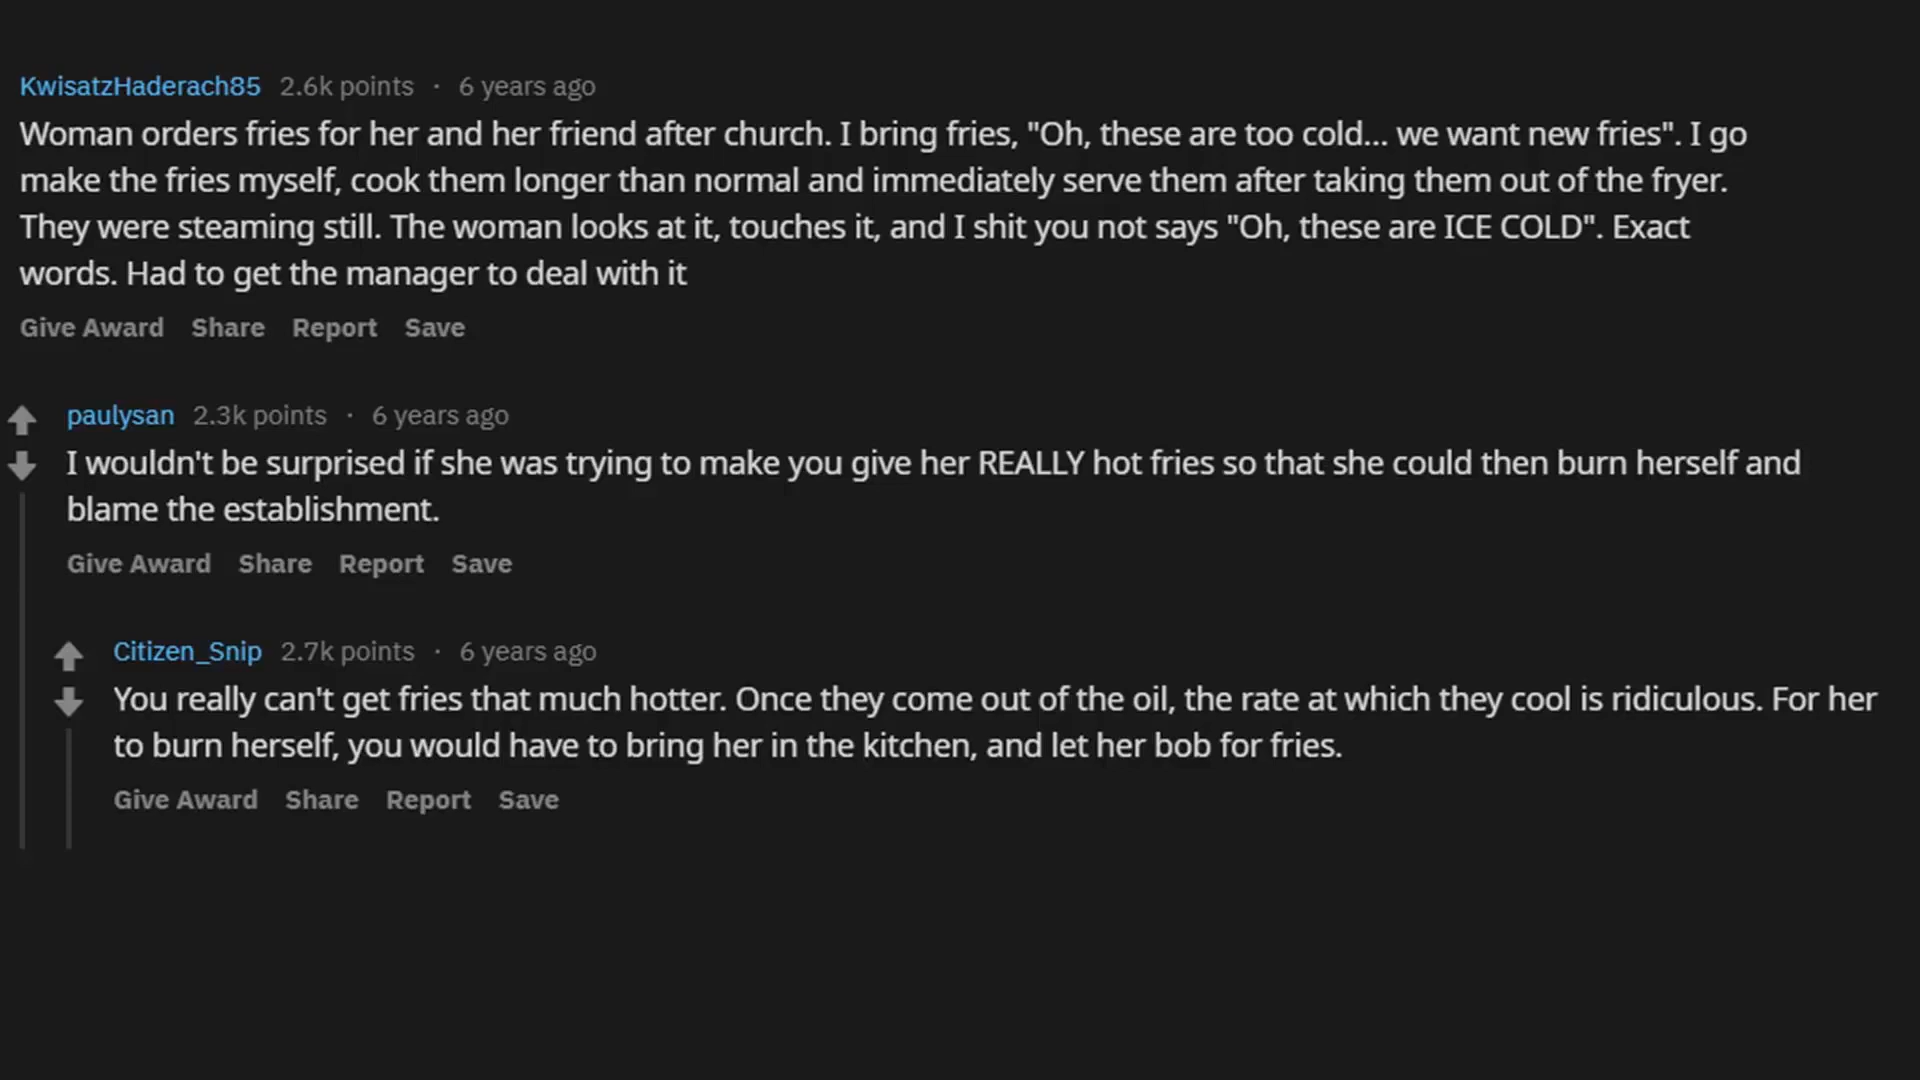 KwisatzHaderach85 2.6k points · 6 years ago
Woman orders fries for her and her friend after church. I bring fries, "Oh, these are too cold... we want new fries". I go
make the fries myself, cook them longer than normal and immediately serve them after taking them out of the fryer.
They were steaming still. The woman looks at it, touches it, and I shit you not says "Oh, these are ICE COLD". Exact
words. Had to get the manager to deal with it
Give Award Share Report Save
paulysan 2.3k points · 6 years ago
I wouldn't be surprised if she was trying to make you give her REALLY hot fries so that she could then burn herself and
blame the establishment.
Give Award Share Report Save
Citizen_Snip 2.7k points · 6 years ago
You really can't get fries that much hotter. Once they come out of the oil, the rate at which they cool is ridiculous. For her
to burn herself, you would have to bring her in the kitchen, and let her bob for fries.
Give Award Share Report Save